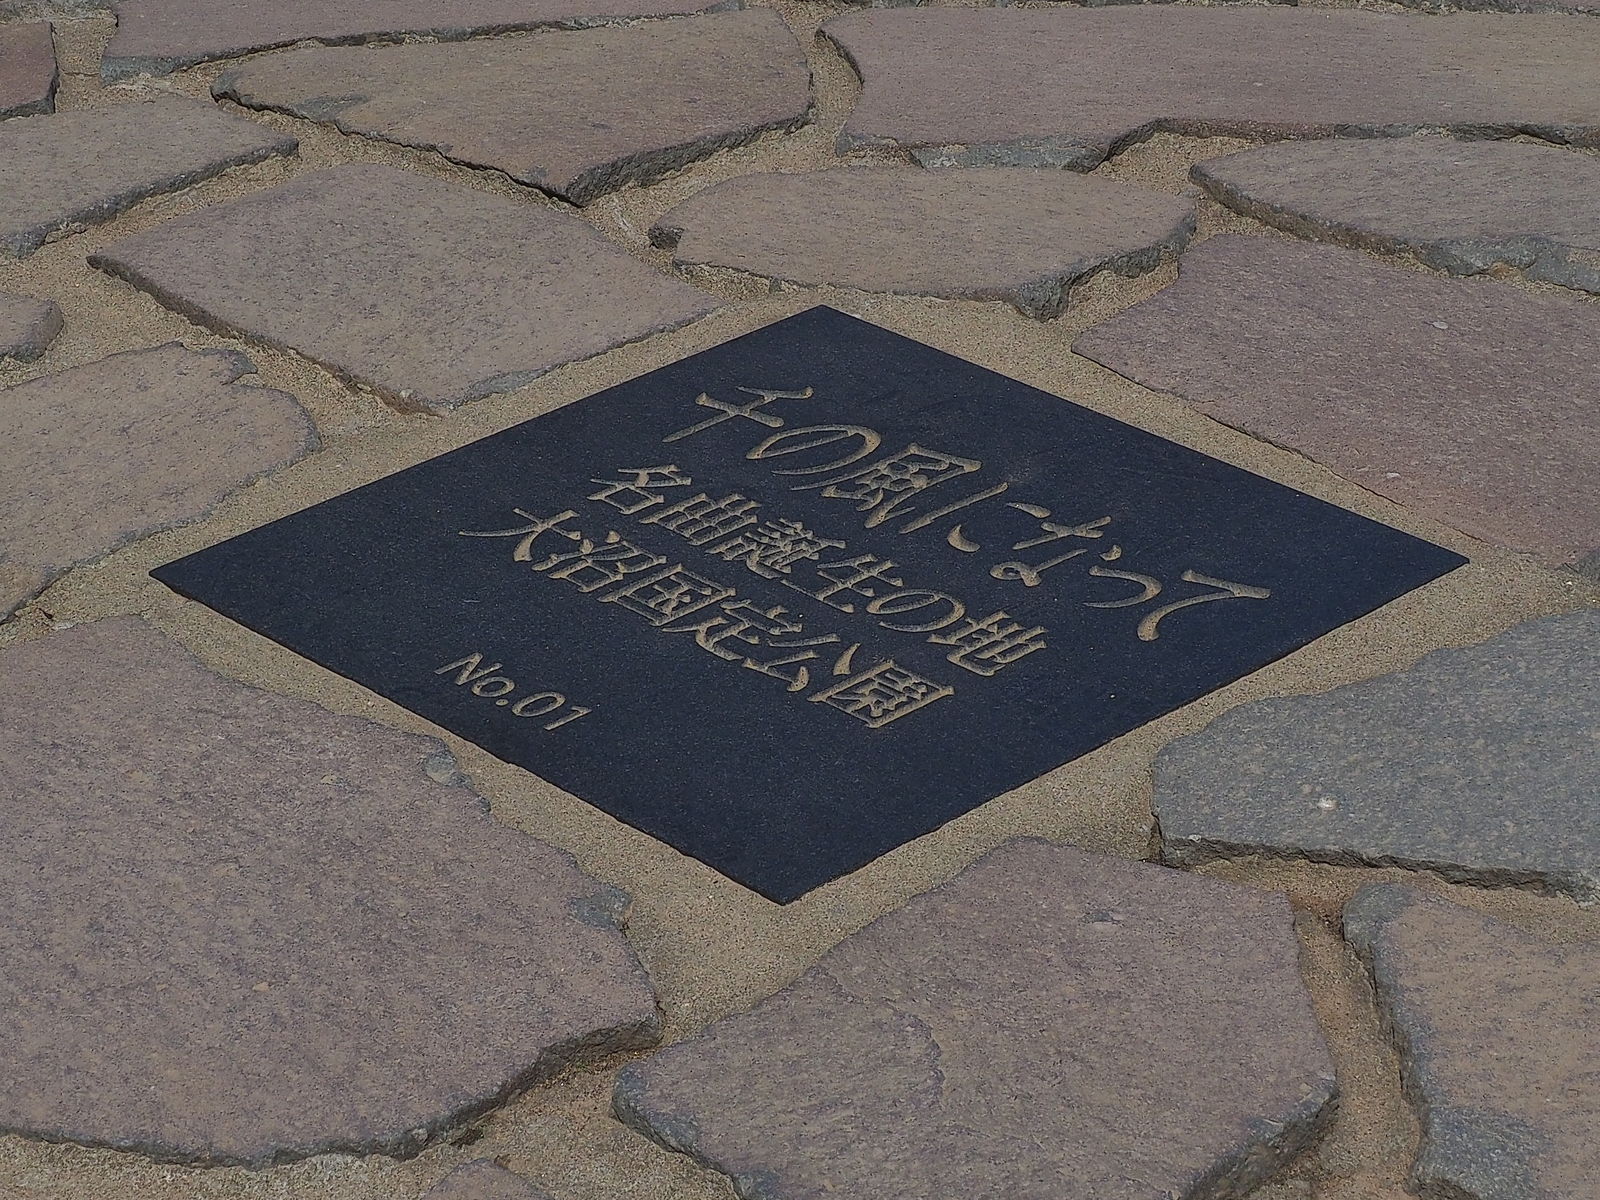 千の風になって
名曲誕生の地
大沼国定公園
No.01